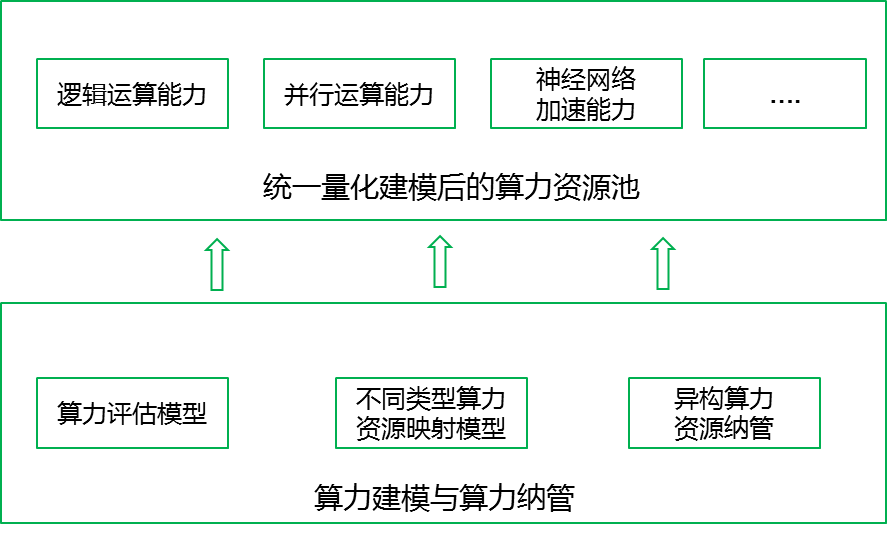 逻辑运算能力
并行运算能力
神经网络
加速能力
....
统一量化建模后的算力资源池
算力评估模型
不同类型算力
资源映射模型
异构算力
资源纳管
算力建模与算力纳管